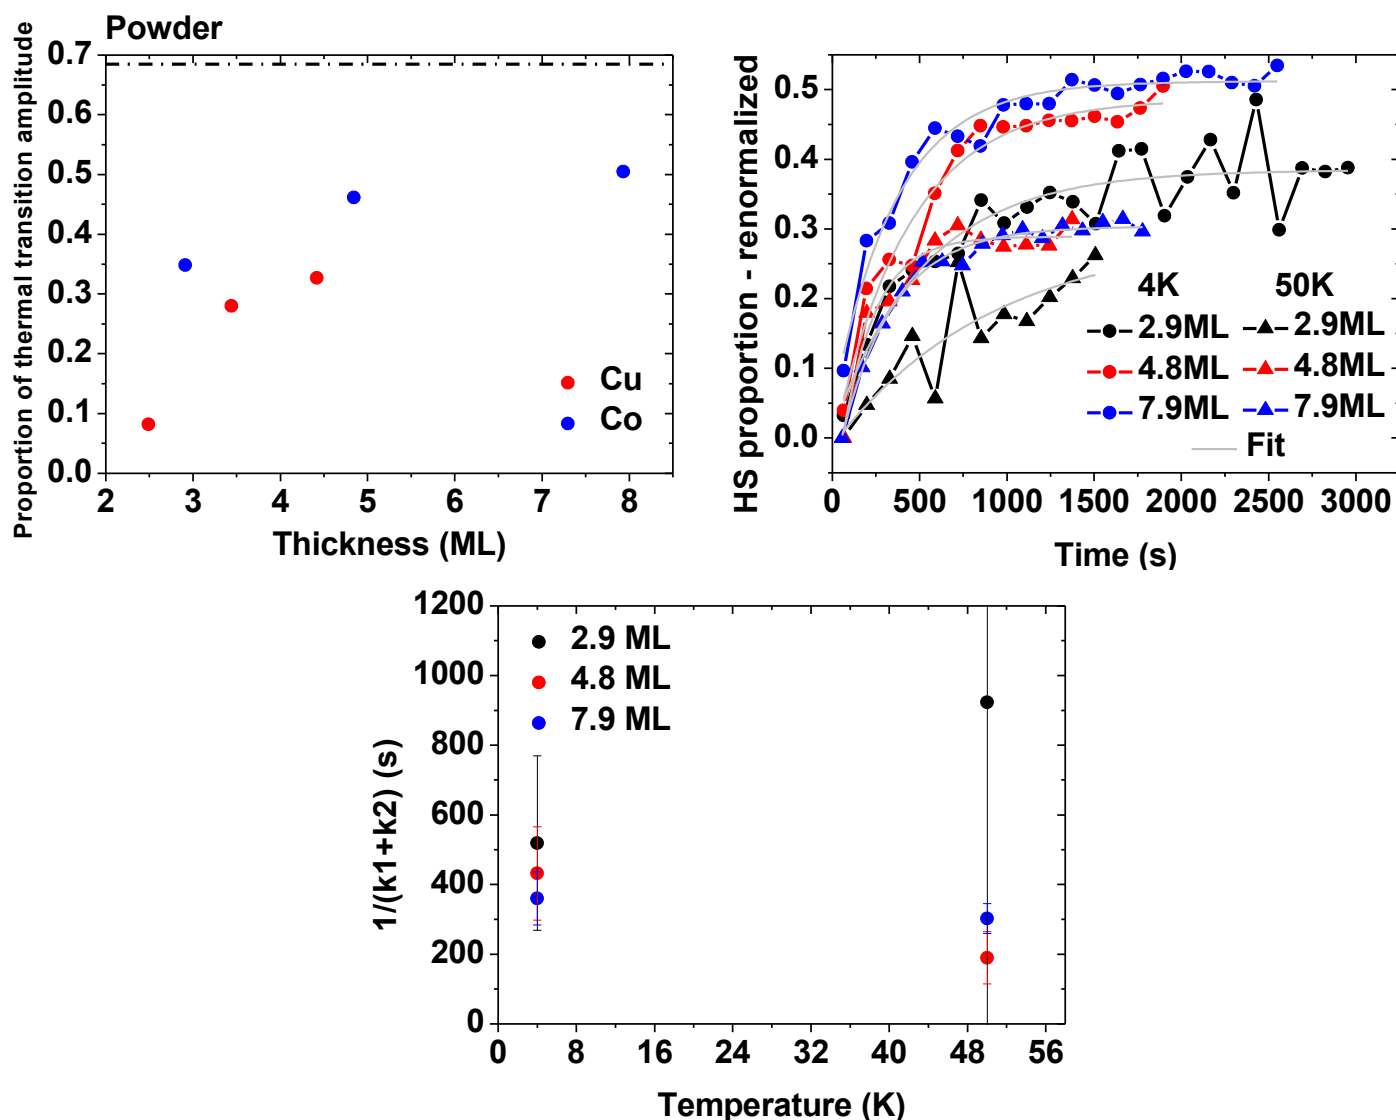 Powder
Proportion of thermal transition amplitude
0.7
0.6
0.5
0.4
0.3
0.2
0.1
0.0
Cu
Co
2 3 4 5 6 7 8
Thickness (ML)
HS proportion - renormalized
0.5
0.4
0.3
0.2
0.1
0.0
4K 50K
2.9ML 2.9ML
4.8ML 4.8ML
7.9ML 7.9ML
Fit
0 500 1000 1500 2000 2500 3000
Time (s)
1/(k1+k2) (s)
1200
1000
800
600
400
200
0
2.9 ML
4.8 ML
7.9 ML
0 8 16 24 32 40 48 56
Temperature (K)